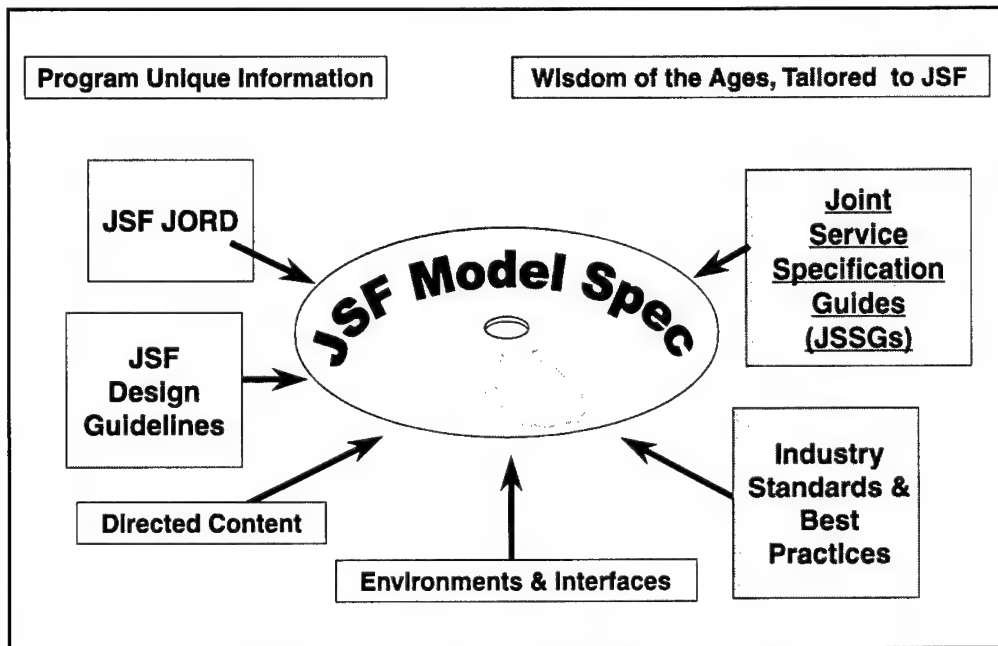 Program Unique Information
Wisdom of the Ages, Tailored to JSF
JSF JORD
JSF
Design
Guidelines
Directed Content
JSF Model Spec
Environments & Interfaces
Joint
Service
Specification
Guides
(JSSGs)
Industry
Standards &
Best
Practices